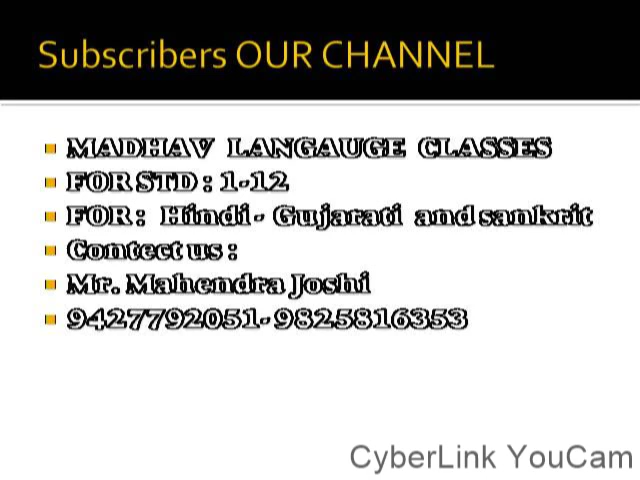 Subscribers OUR CHANNEL
MADHAV LANGAUGE CLASSES
FOR STD : 1-12
FOR : Hindi - Gujarati and sankrit
Contect us :
Mr. Mahendra Joshi
9427792051-9825816353
CyberLink YouCam